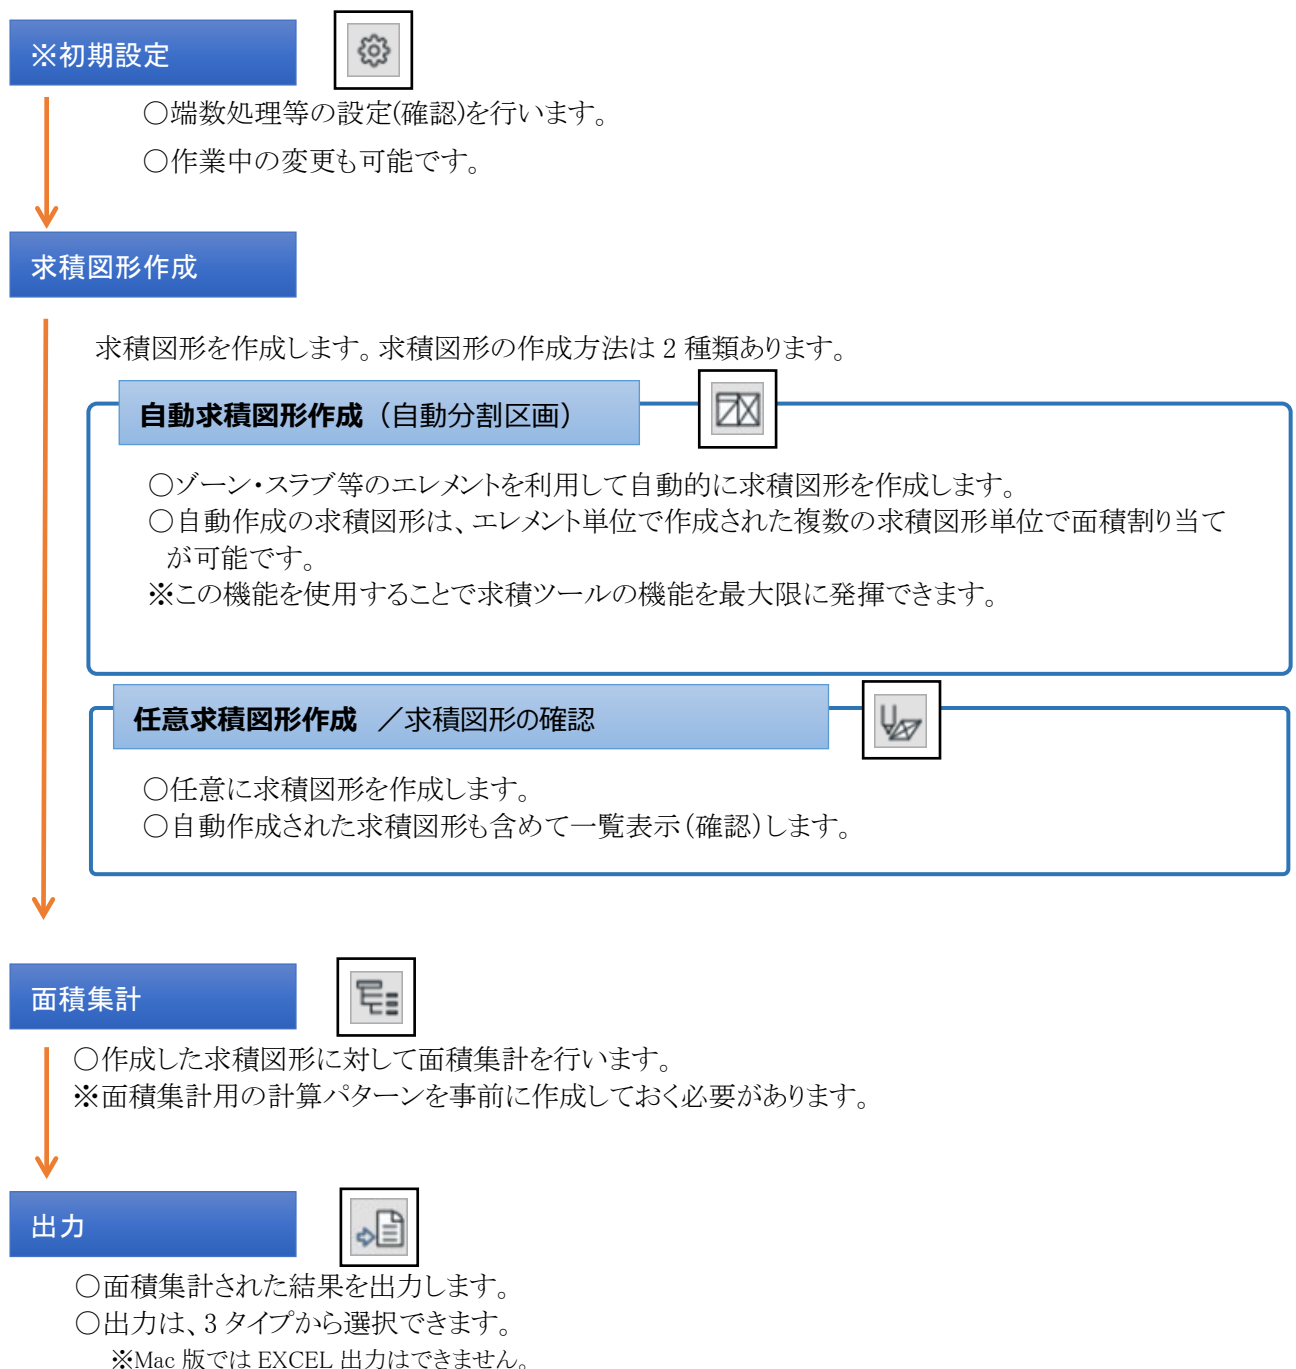 ※初期設定
○端数処理等の設定(確認)を行います。
○作業中の変更も可能です。
求積図形作成
求積図形を作成します。求積図形の作成方法は 2 種類あります。
自動求積図形作成（自動分割区画）
○ゾーン・スラブ等のエレメントを利用して自動的に求積図形を作成します。
○自動作成の求積図形は、エレメント単位で作成された複数の求積図形単位で面積割り当て
が可能です。
※この機能を使用することで求積ツールの機能を最大限に発揮できます。
任意求積図形作成 ／求積図形の確認
○任意に求積図形を作成します。
○自動作成された求積図形も含めて一覧表示(確認)します。
面積集計
○作成した求積図形に対して面積集計を行います。
※面積集計用の計算パターンを事前に作成しておく必要があります。
出力
○面積集計された結果を出力します。
○出力は、3 タイプから選択できます。
※Mac 版では EXCEL 出力はできません。